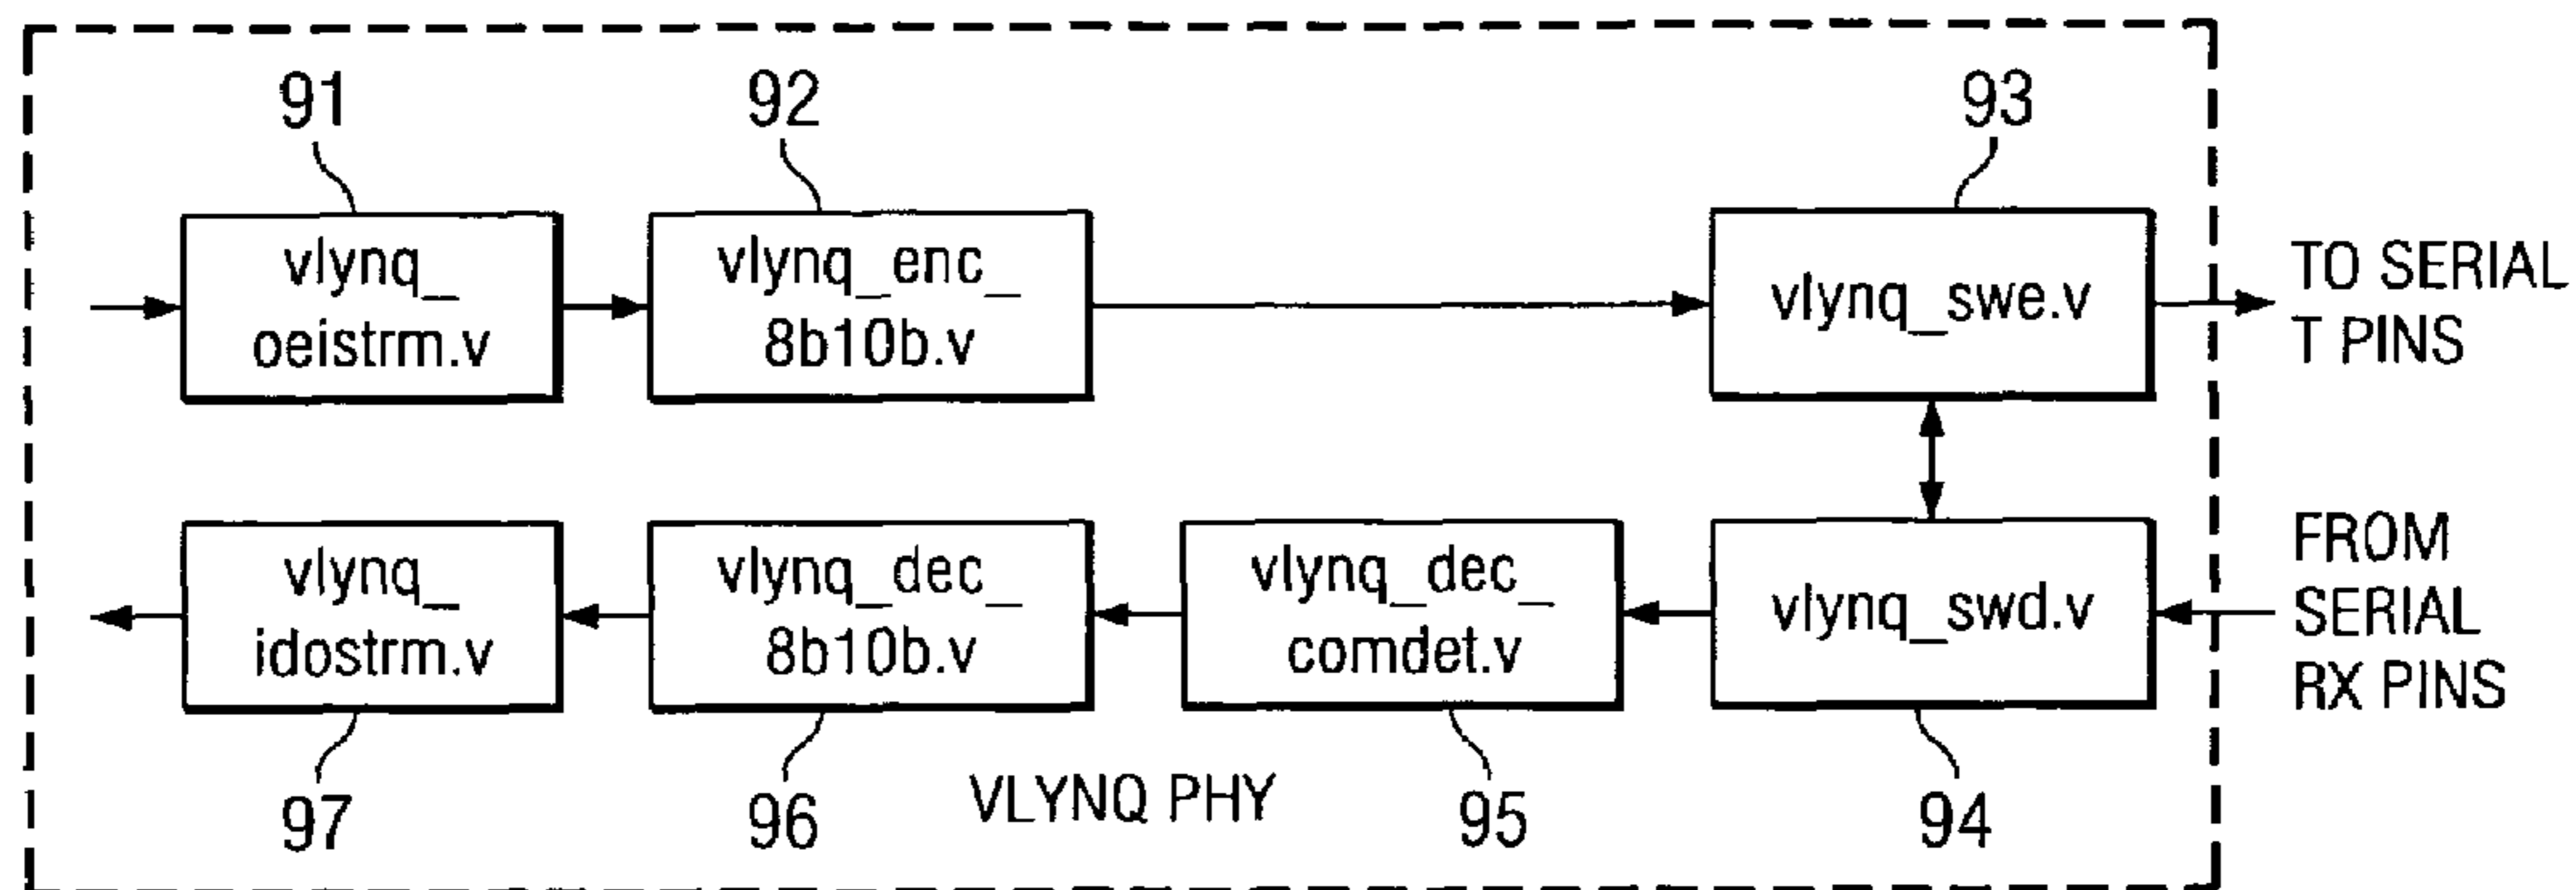 91
92
93
vlynq_
oeistrm.v
vlynq_enc_
8b10b.v
vlynq_swe.v
TO SERIAL
T PINS
vlynq_
idostrm.v
vlynq_dec_
8b10b.v
vlynq_dec_
comdet.v
vlynq_swd.v
FROM
SERIAL
RX PINS
97
96
VLYNQ PHY
95
94